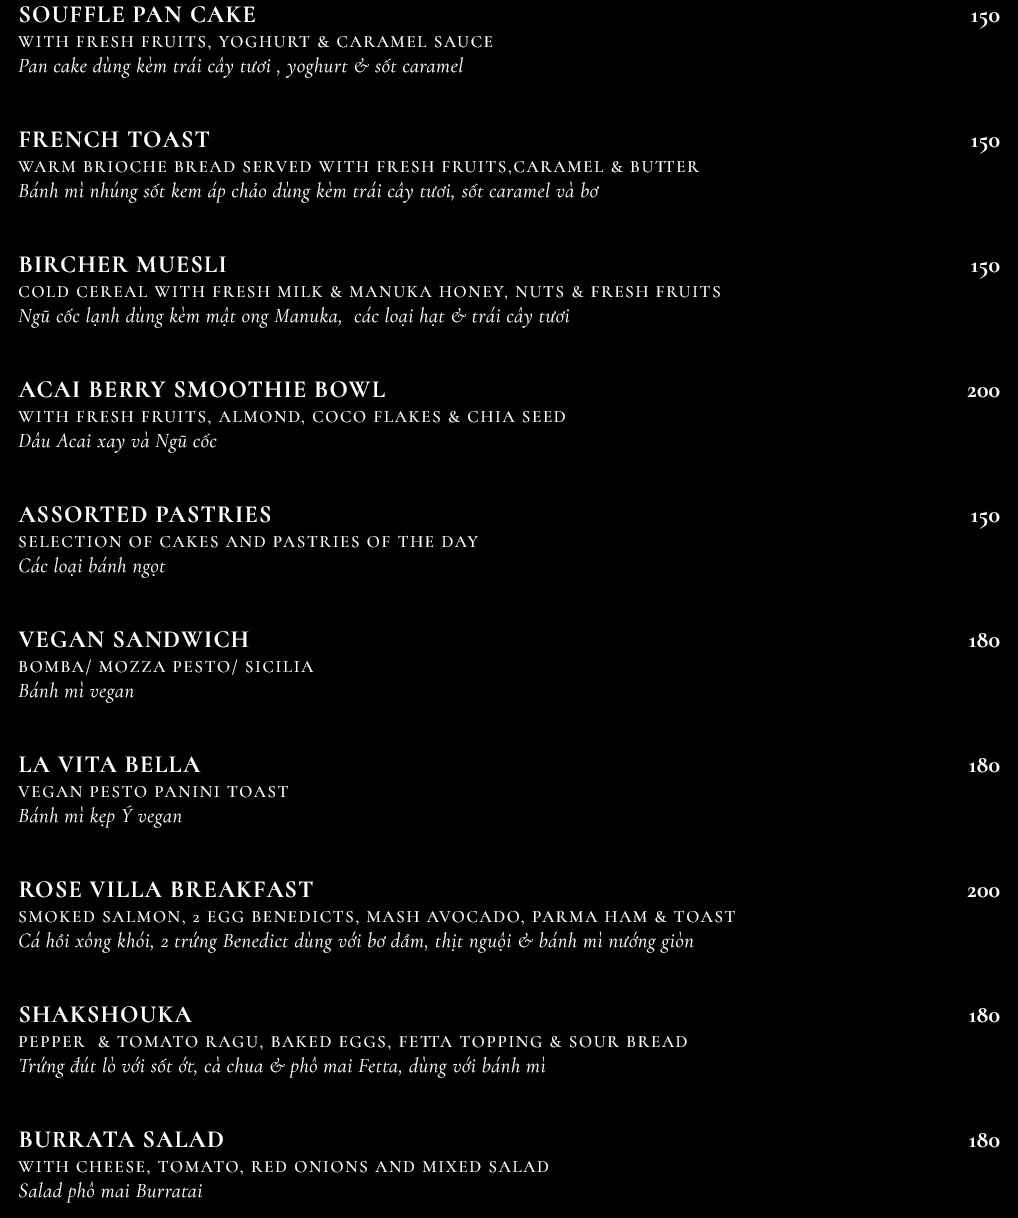 SOUFFLE PAN CAKE 150
WITH FRESH FRUITS, YOGHURT & CARAMEL SAUCE
Pan cake dùng kèm trái cây tươi , yoghurt & sốt caramel
FRENCH TOAST 150
WARM BRIOCHE BREAD SERVED WITH FRESH FRUITS,CARAMEL & BUTTER
Bánh mì nhúng sốt kem áp chảo dùng kèm trái cây tươi, sốt caramel và bơ
BIRCHER MUESLI 150
COLD CEREAL WITH FRESH MILK & MANUKA HONEY, NUTS & FRESH FRUITS
Ngũ cốc lạnh dùng kèm mật ong Manuka,  các loại hạt & trái cây tươi
ACAI BERRY SMOOTHIE BOWL 200
WITH FRESH FRUITS, ALMOND, COCO FLAKES & CHIA SEED
Dâu Acai xay và Ngũ cốc
ASSORTED PASTRIES 150
SELECTION OF CAKES AND PASTRIES OF THE DAY
Các loại bánh ngọt
VEGAN SANDWICH 180
BOMBA/ MOZZA PESTO/ SICILIA
Bánh mì vegan
LA VITA BELLA 180
VEGAN PESTO PANINI TOAST
Bánh mì kẹp Ý vegan
ROSE VILLA BREAKFAST 200
SMOKED SALMON, 2 EGG BENEDICTS, MASH AVOCADO, PARMA HAM & TOAST
Cá hồi xông khói, 2 trứng Benedict dùng với bơ dầm, thịt nguội & bánh mì nướng giòn
SHAKSHOUKA 180
PEPPER  & TOMATO RAGU, BAKED EGGS, FETTA TOPPING & SOUR BREAD
Trứng đút lò với sốt ớt, cà chua & phô mai Fetta, dùng với bánh mì
BURRATA SALAD 180
WITH CHEESE, TOMATO, RED ONIONS AND MIXED SALAD
Salad phô mai Burratai